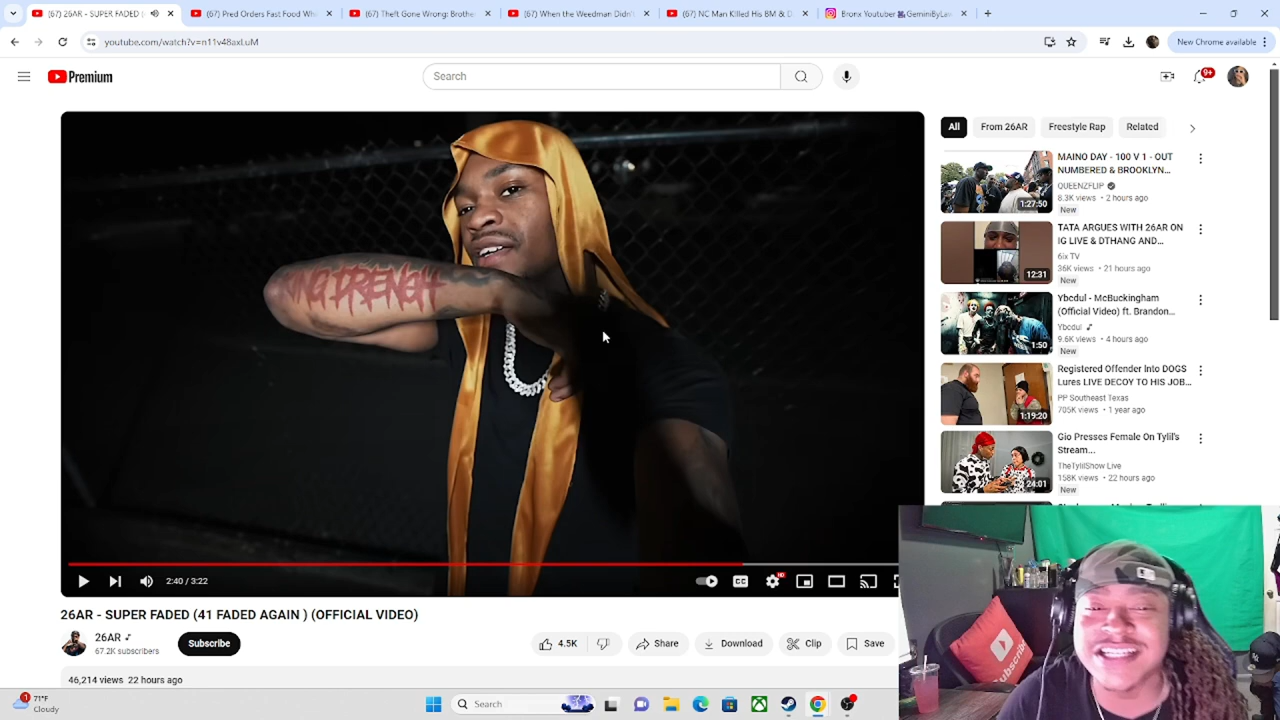 (67) 26AR - SUPER FADED (
(67) Pred Orders Fast Food Wh
(67) Theft Gone Wrong:Brothe
(67) When the Weedman Didn'
(67) NC Man Killed His BM & D
Bronx Youtuber
GeminiByLa
youtube.com/watch?v=n11v48axLuM
New Chrome available
Premium
Search
9+
All
From 26AR
Freestyle Rap
Related
MAINO DAY - 100 V 1 - OUT
NUMBERED & BROOKLYN...
QUEENZFLIP
8.3K views • 2 hours ago
New
1:27:50
TATA ARGUES WITH 26AR ON
IG LIVE & DTHANG AND...
6ix TV
36K views • 21 hours ago
New
12:31
Ybcdul - McBuckingham
(Official Video) ft. Brandon...
Ybcdul
9.6K views • 4 hours ago
New
1:50
Registered Offender Into DOGS
Lures LIVE DECOY TO HIS JOB...
PP Southeast Texas
705K views • 1 year ago
1:19:20
Gio Presses Female On Tylil's
Stream...
TheTylilShow Live
158K views • 22 hours ago
New
24:01
2:40 / 3:22
CC
HD
26AR - SUPER FADED (41 FADED AGAIN ) (OFFICIAL VIDEO)
26AR
67.2K subscribers
Subscribe
4.5K
Share
Download
Clip
Save
46,214 views 22 hours ago
Subscribe
1
71°F
Cloudy
Search